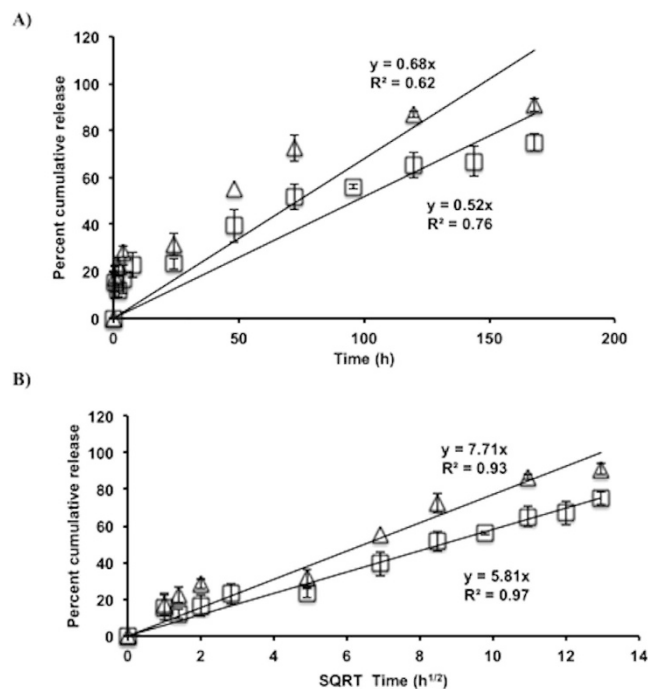 A)
120
100
80
60
40
20
0
Percent cumulative release
y = 0.68x
R² = 0.62
y = 0.52x
R² = 0.76
0 50 100 150 200
Time (h)
B)
120
100
80
60
40
20
0
Percent cumulative release
y = 7.71x
R² = 0.93
y = 5.81x
R² = 0.97
0 2 4 6 8 10 12 14
SQRT Time (h¹/²)